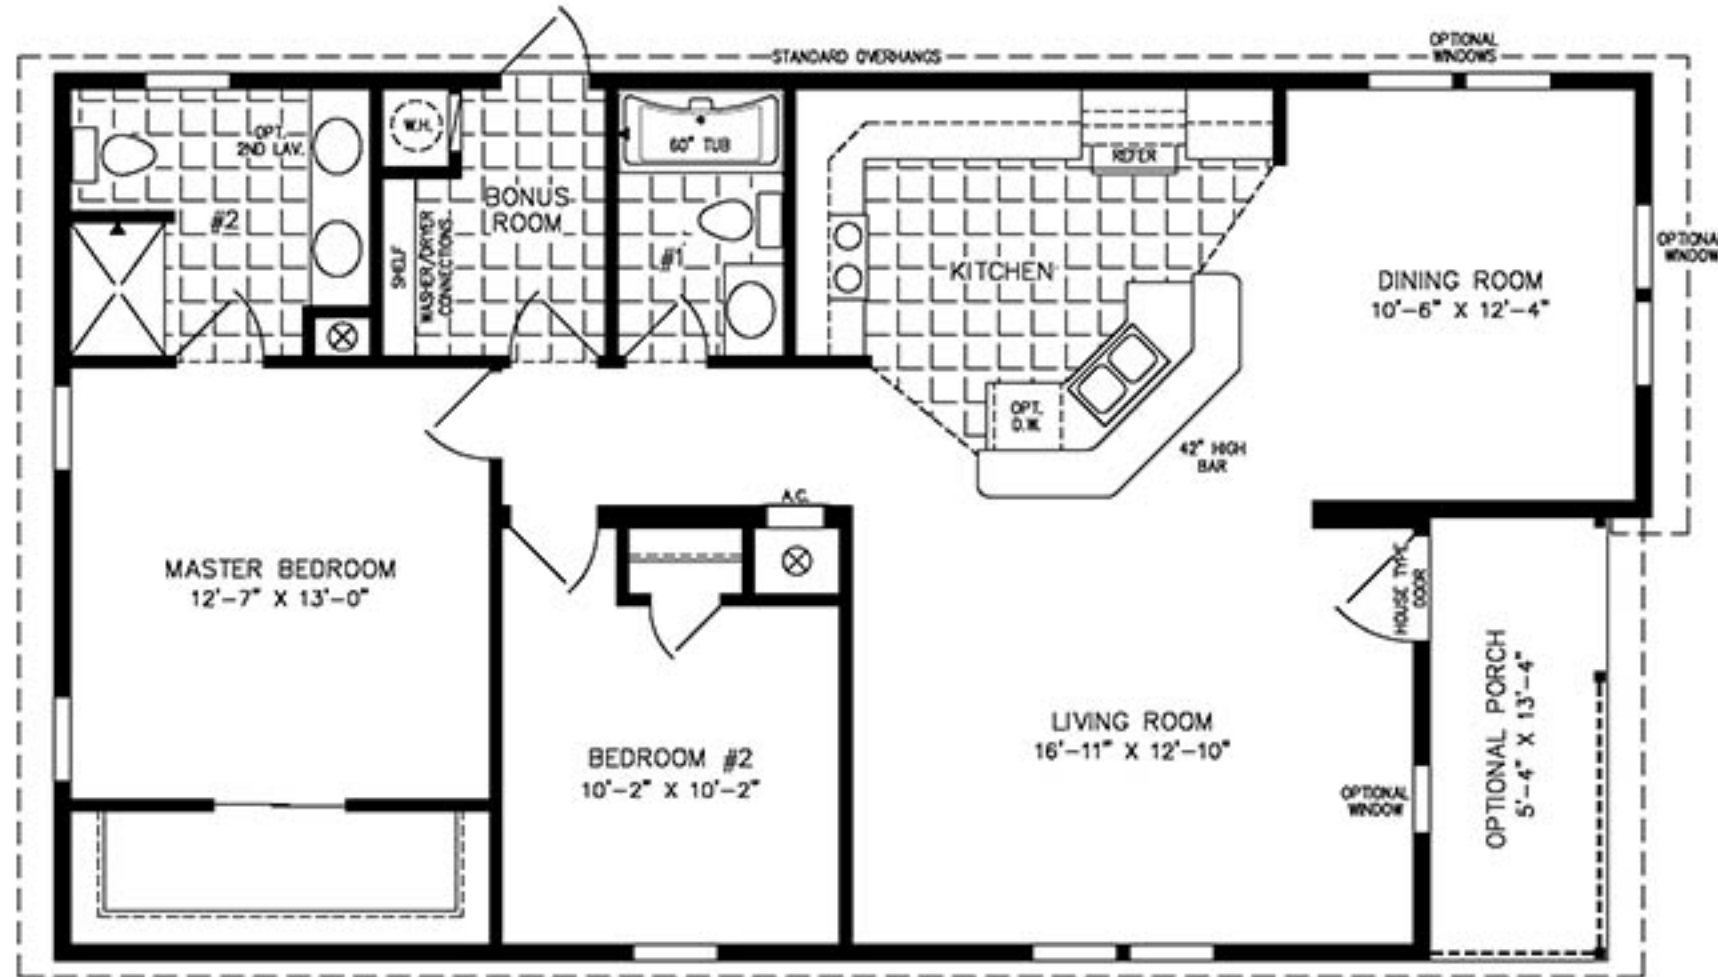 STANDARD OVERHANGS
OPTIONAL
WINDOWS
OPT.
2ND LAV.
#2
W.H.
BONUS
ROOM
SHELF
WASHER/DRYER
CONNECTIONS
60" TUB
#1
REFER
KITCHEN
OPT.
D.W.
42" HIGH
BAR
DINING ROOM
10'-6" X 12'-4"
OPTIONAL
WINDOW
A.C.
MASTER BEDROOM
12'-7" X 13'-0"
BEDROOM #2
10'-2" X 10'-2"
LIVING ROOM
16'-11" X 12'-10"
HOUSE TYPE
DOOR
OPTIONAL
WINDOW
OPTIONAL PORCH
5'-4" X 13'-4"